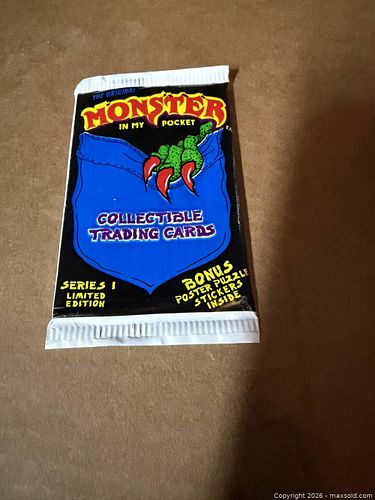 THE ORIGINAL
MONSTER
IN MY POCKET
COLLECTIBLE
TRADING CARDS
SERIES 1
LIMITED
EDITION
BONUS
POSTER PUZZLE
STICKERS
INSIDE
Copyright 2026 - maxsold.com